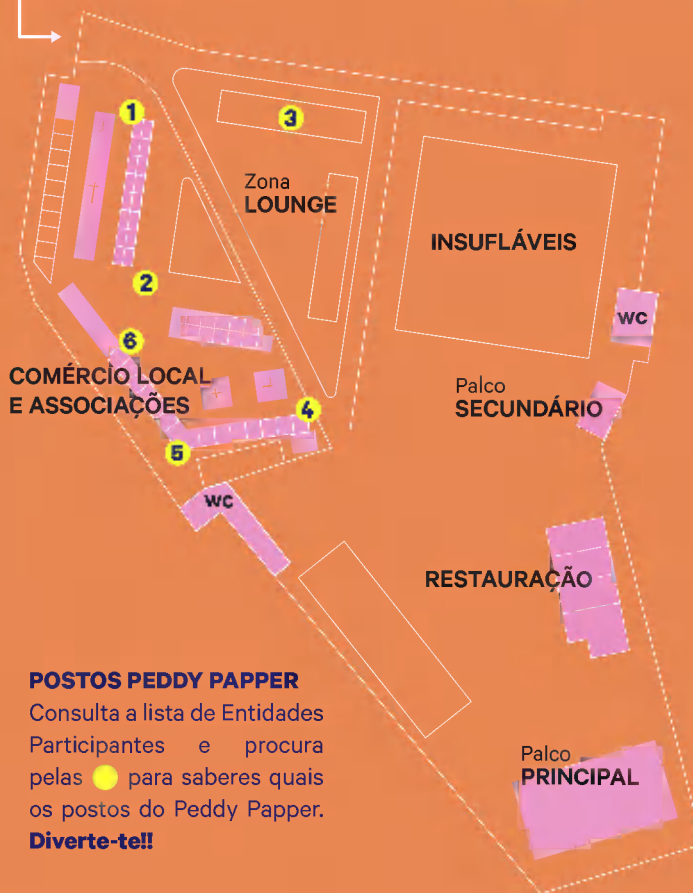 1
3
Zona
LOUNGE
INSUFLÁVEIS
2
WC
6
COMÉRCIO LOCAL
E ASSOCIAÇÕES
Palco
SECUNDÁRIO
4
5
WC
RESTAURAÇÃO
POSTOS PEDDY PAPPER
Consulta a lista de Entidades
Participantes e procura
pelas para saberes quais
os postos do Peddy Papper.
Diverte-te!!
Palco
PRINCIPAL